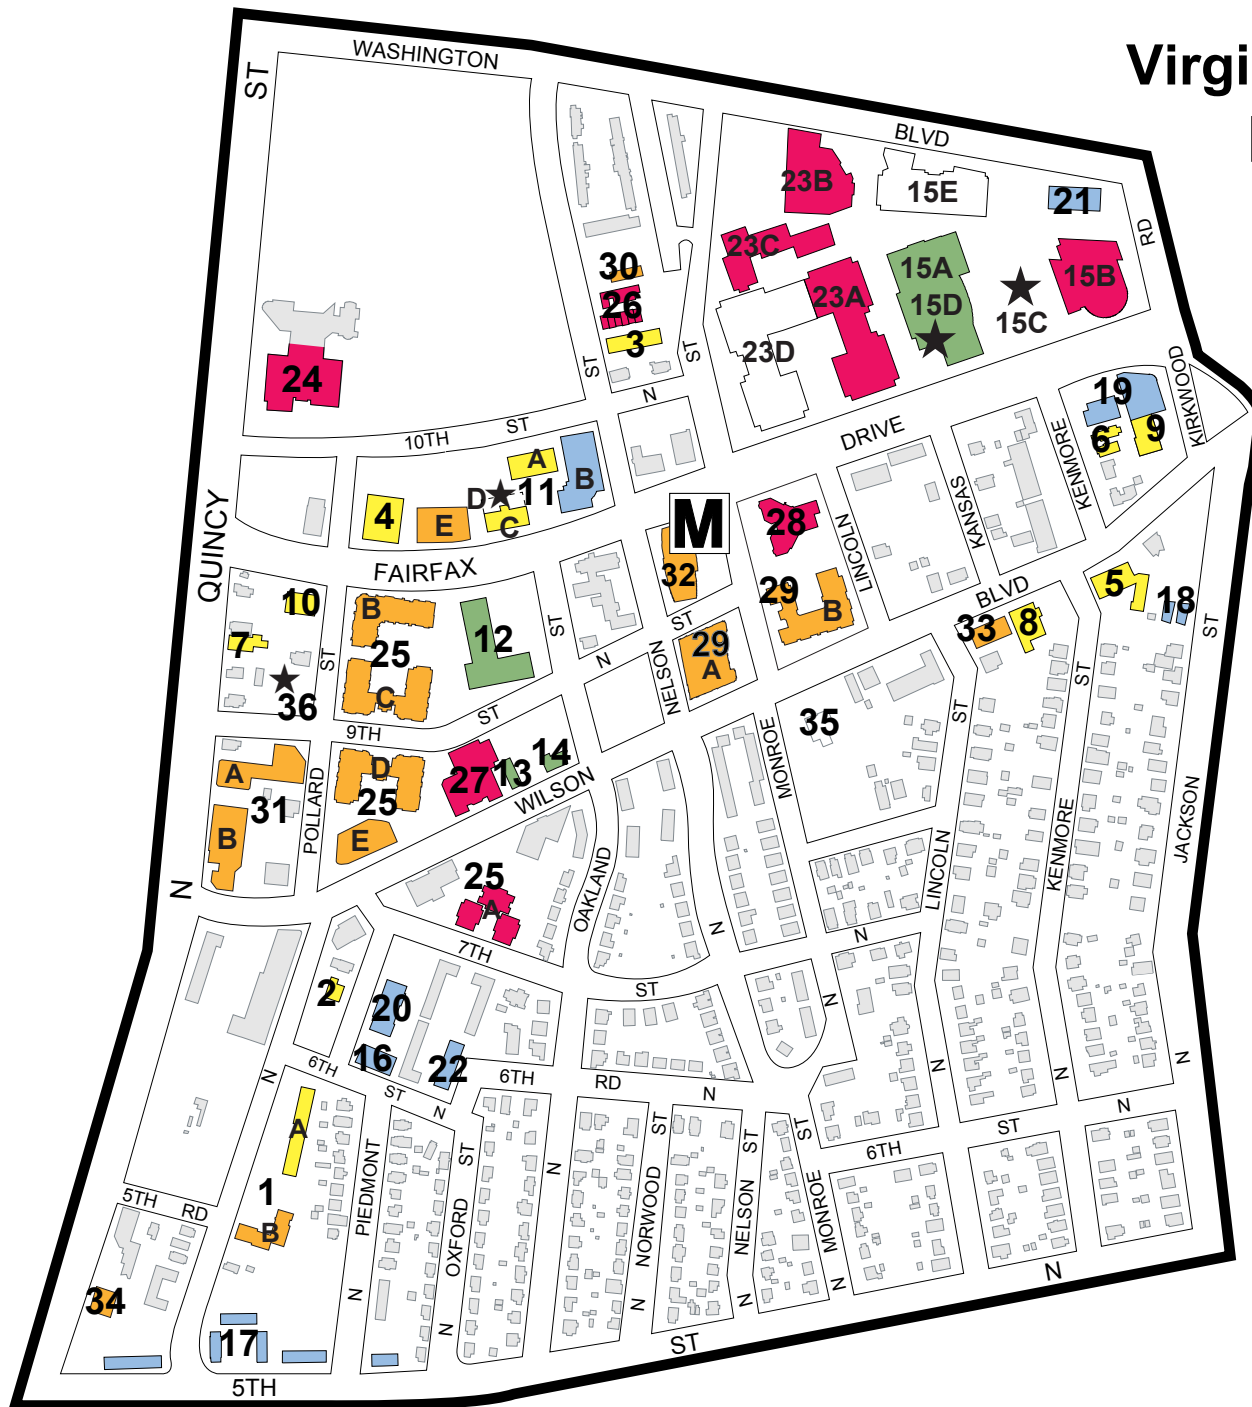 Virgi
WASHINGTON
ST
BLVD
23B
15E
21
RD
23C
15A
15B
30
26
23A
15D
15C
3
23D
ST
ST
24
N
KIRKWOOD
19
10TH
ST
DRIVE
6
9
KENMORE
A
B
D
11
4
E
C
M
28
LINCOLN
KANSAS
QUINCY
FAIRFAX
32
29
B
BLVD
5
18
10
B
12
ST
ST
33
8
ST
7
25
ST
N
29
A
NELSON
36
C
ST
ST
9TH
ST
35
MONROE
A
D
27
13
14
31
25
WILSON
B
POLLARD
E
JACKSON
KENMORE
N
25
A
OAKLAND
LINCOLN
7TH
N
N
2
20
ST
N
16
22
6TH
ST
N
6TH
RD
N
N
N
N
A
PIEDMONT
ST
ST
ST
ST
N
ST
6TH
1
5TH
RD
B
OXFORD
NORWOOD
NELSON
MONROE
34
N
N
N
N
N
N
17
ST
5TH